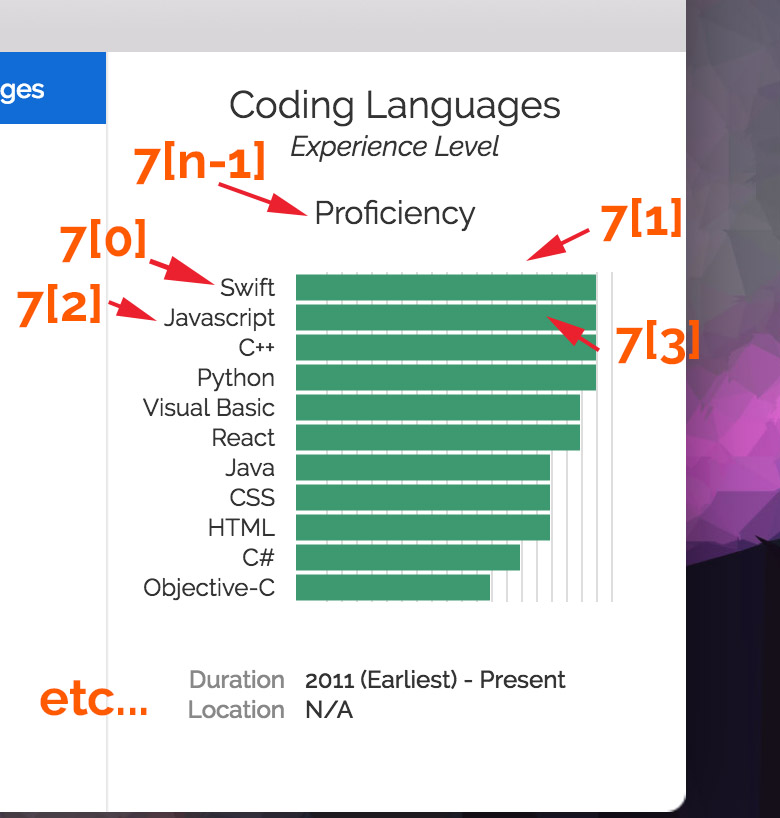 ges
Coding Languages
Experience Level
7[n-1]
Proficiency
7[1]
7[0]
Swift
7[2]
Javascript
7[3]
C++
Python
Visual Basic
React
Java
CSS
HTML
C#
Objective-C
etc...
Duration 2011 (Earliest) - Present
Location N/A